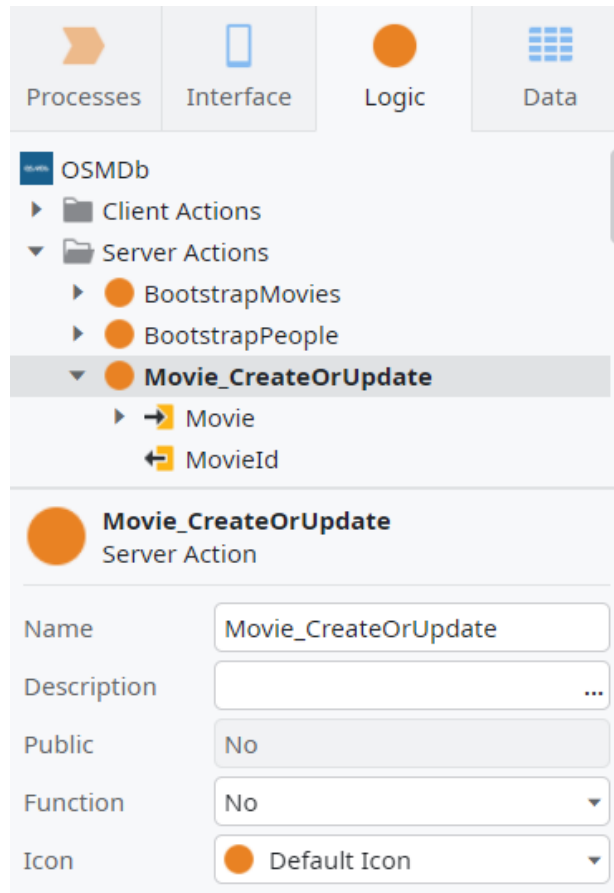 Processes Interface Logic Data
OSMDb
Client Actions
Server Actions
BootstrapMovies
BootstrapPeople
Movie_CreateOrUpdate
Movie
MovieId
Movie_CreateOrUpdate
Server Action
Name Movie_CreateOrUpdate
Description ...
Public No
Function No
Icon Default Icon